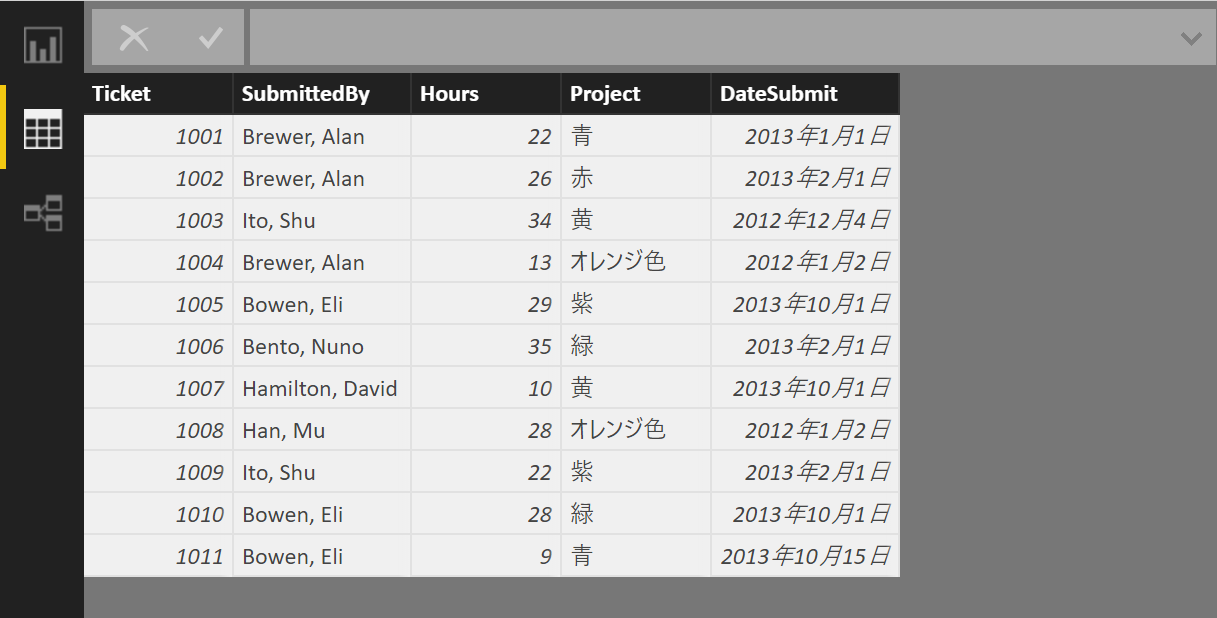 Ticket SubmittedBy Hours Project DateSubmit
1001 Brewer, Alan 22 青 2013年1月1日
1002 Brewer, Alan 26 赤 2013年2月1日
1003 Ito, Shu 34 黄 2012年12月4日
1004 Brewer, Alan 13 オレンジ色 2012年1月2日
1005 Bowen, Eli 29 紫 2013年10月1日
1006 Bento, Nuno 35 緑 2013年2月1日
1007 Hamilton, David 10 黄 2013年10月1日
1008 Han, Mu 28 オレンジ色 2012年1月2日
1009 Ito, Shu 22 紫 2013年2月1日
1010 Bowen, Eli 28 緑 2013年10月1日
1011 Bowen, Eli 9 青 2013年10月15日